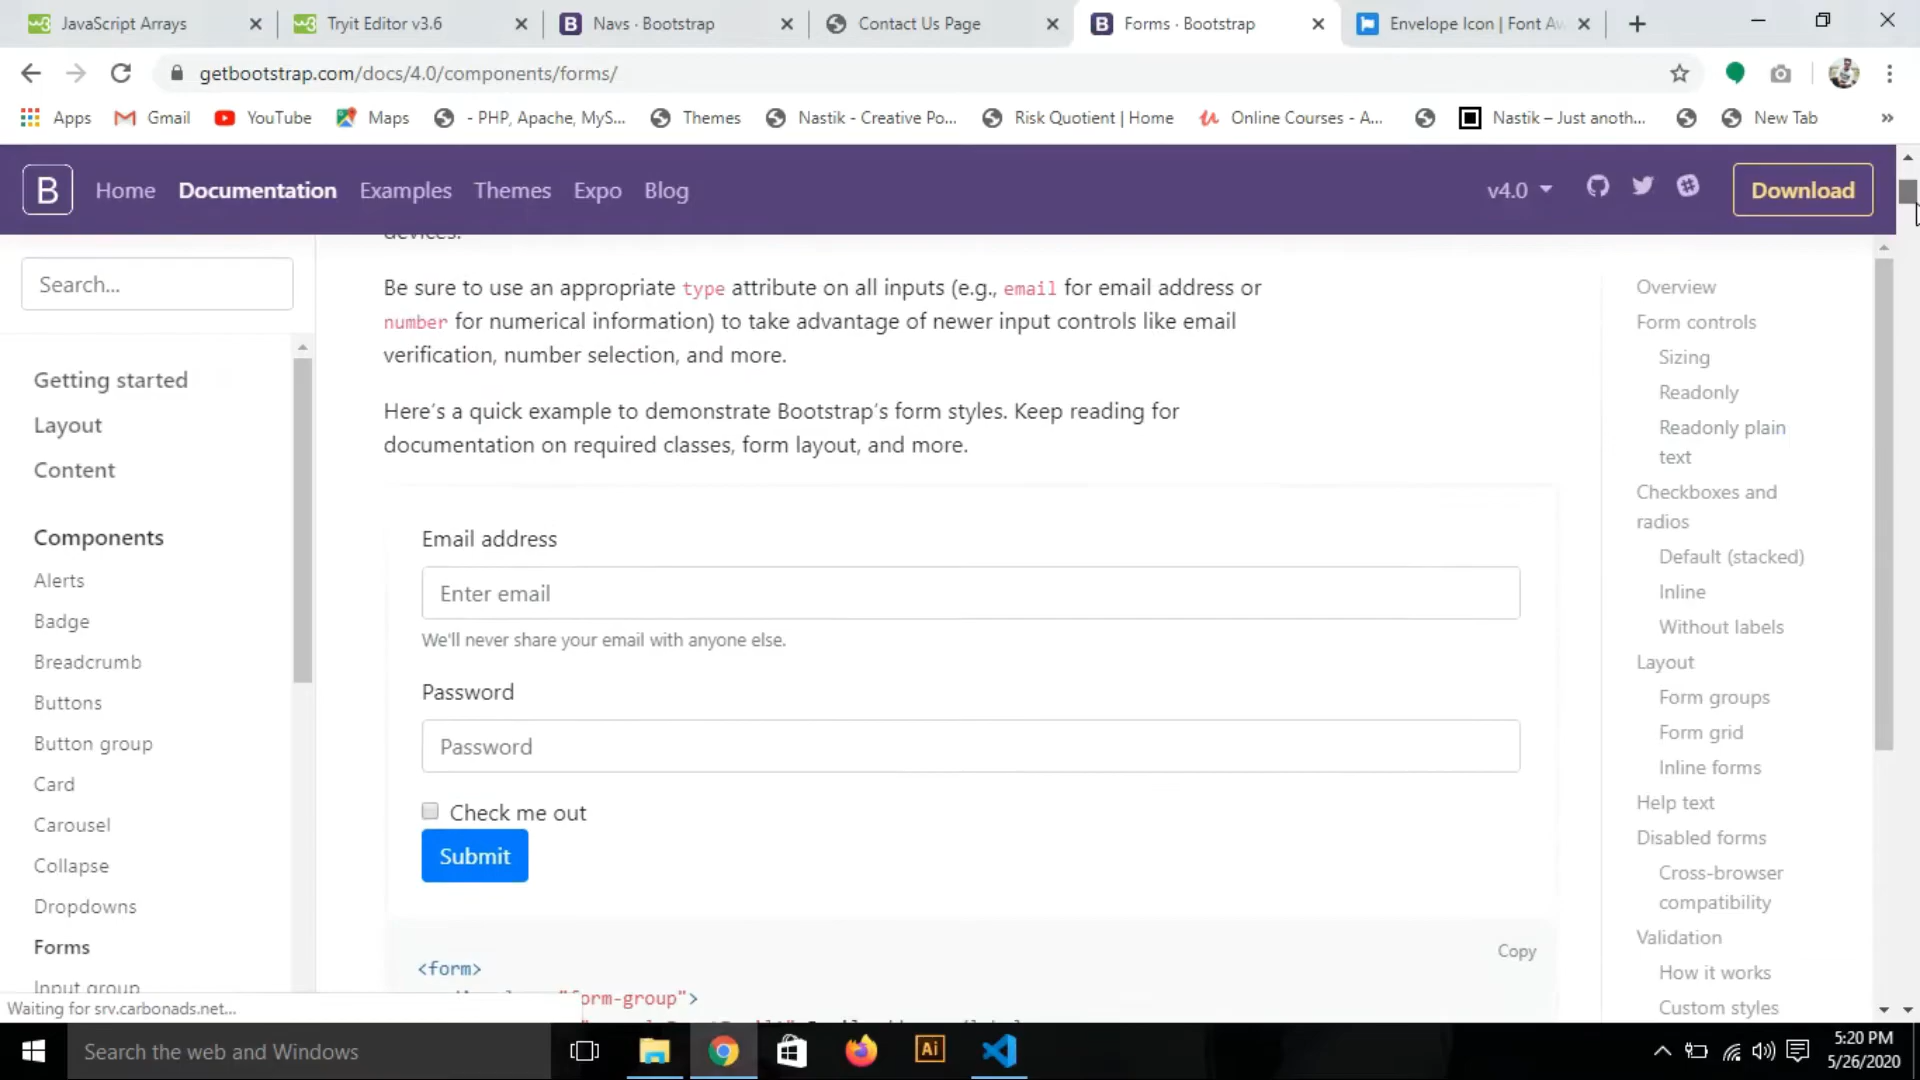 JavaScript Arrays
Tryit Editor v3.6
Navs · Bootstrap
Contact Us Page
Forms · Bootstrap
Envelope Icon | Font Aw
getbootstrap.com/docs/4.0/components/forms/
Apps
Gmail
YouTube
Maps
- PHP, Apache, MyS...
Themes
Nastik - Creative Po...
Risk Quotient | Home
Online Courses - A...
Nastik – Just anoth...
New Tab
B
Home
Documentation
Examples
Themes
Expo
Blog
v4.0
Download
Search...
Getting started
Layout
Content
Components
Alerts
Badge
Breadcrumb
Buttons
Button group
Card
Carousel
Collapse
Dropdowns
Forms
Input group
devices.
Be sure to use an appropriate type attribute on all inputs (e.g., email for email address or
number for numerical information) to take advantage of newer input controls like email
verification, number selection, and more.
Here's a quick example to demonstrate Bootstrap's form styles. Keep reading for
documentation on required classes, form layout, and more.
Email address
Enter email
We'll never share your email with anyone else.
Password
Password
Check me out
Submit
Copy
<form>
"form-group">
Overview
Form controls
Sizing
Readonly
Readonly plain
text
Checkboxes and
radios
Default (stacked)
Inline
Without labels
Layout
Form groups
Form grid
Inline forms
Help text
Disabled forms
Cross-browser
compatibility
Validation
How it works
Custom styles
Waiting for srv.carbonads.net...
Search the web and Windows
Ai
5:20 PM
5/26/2020